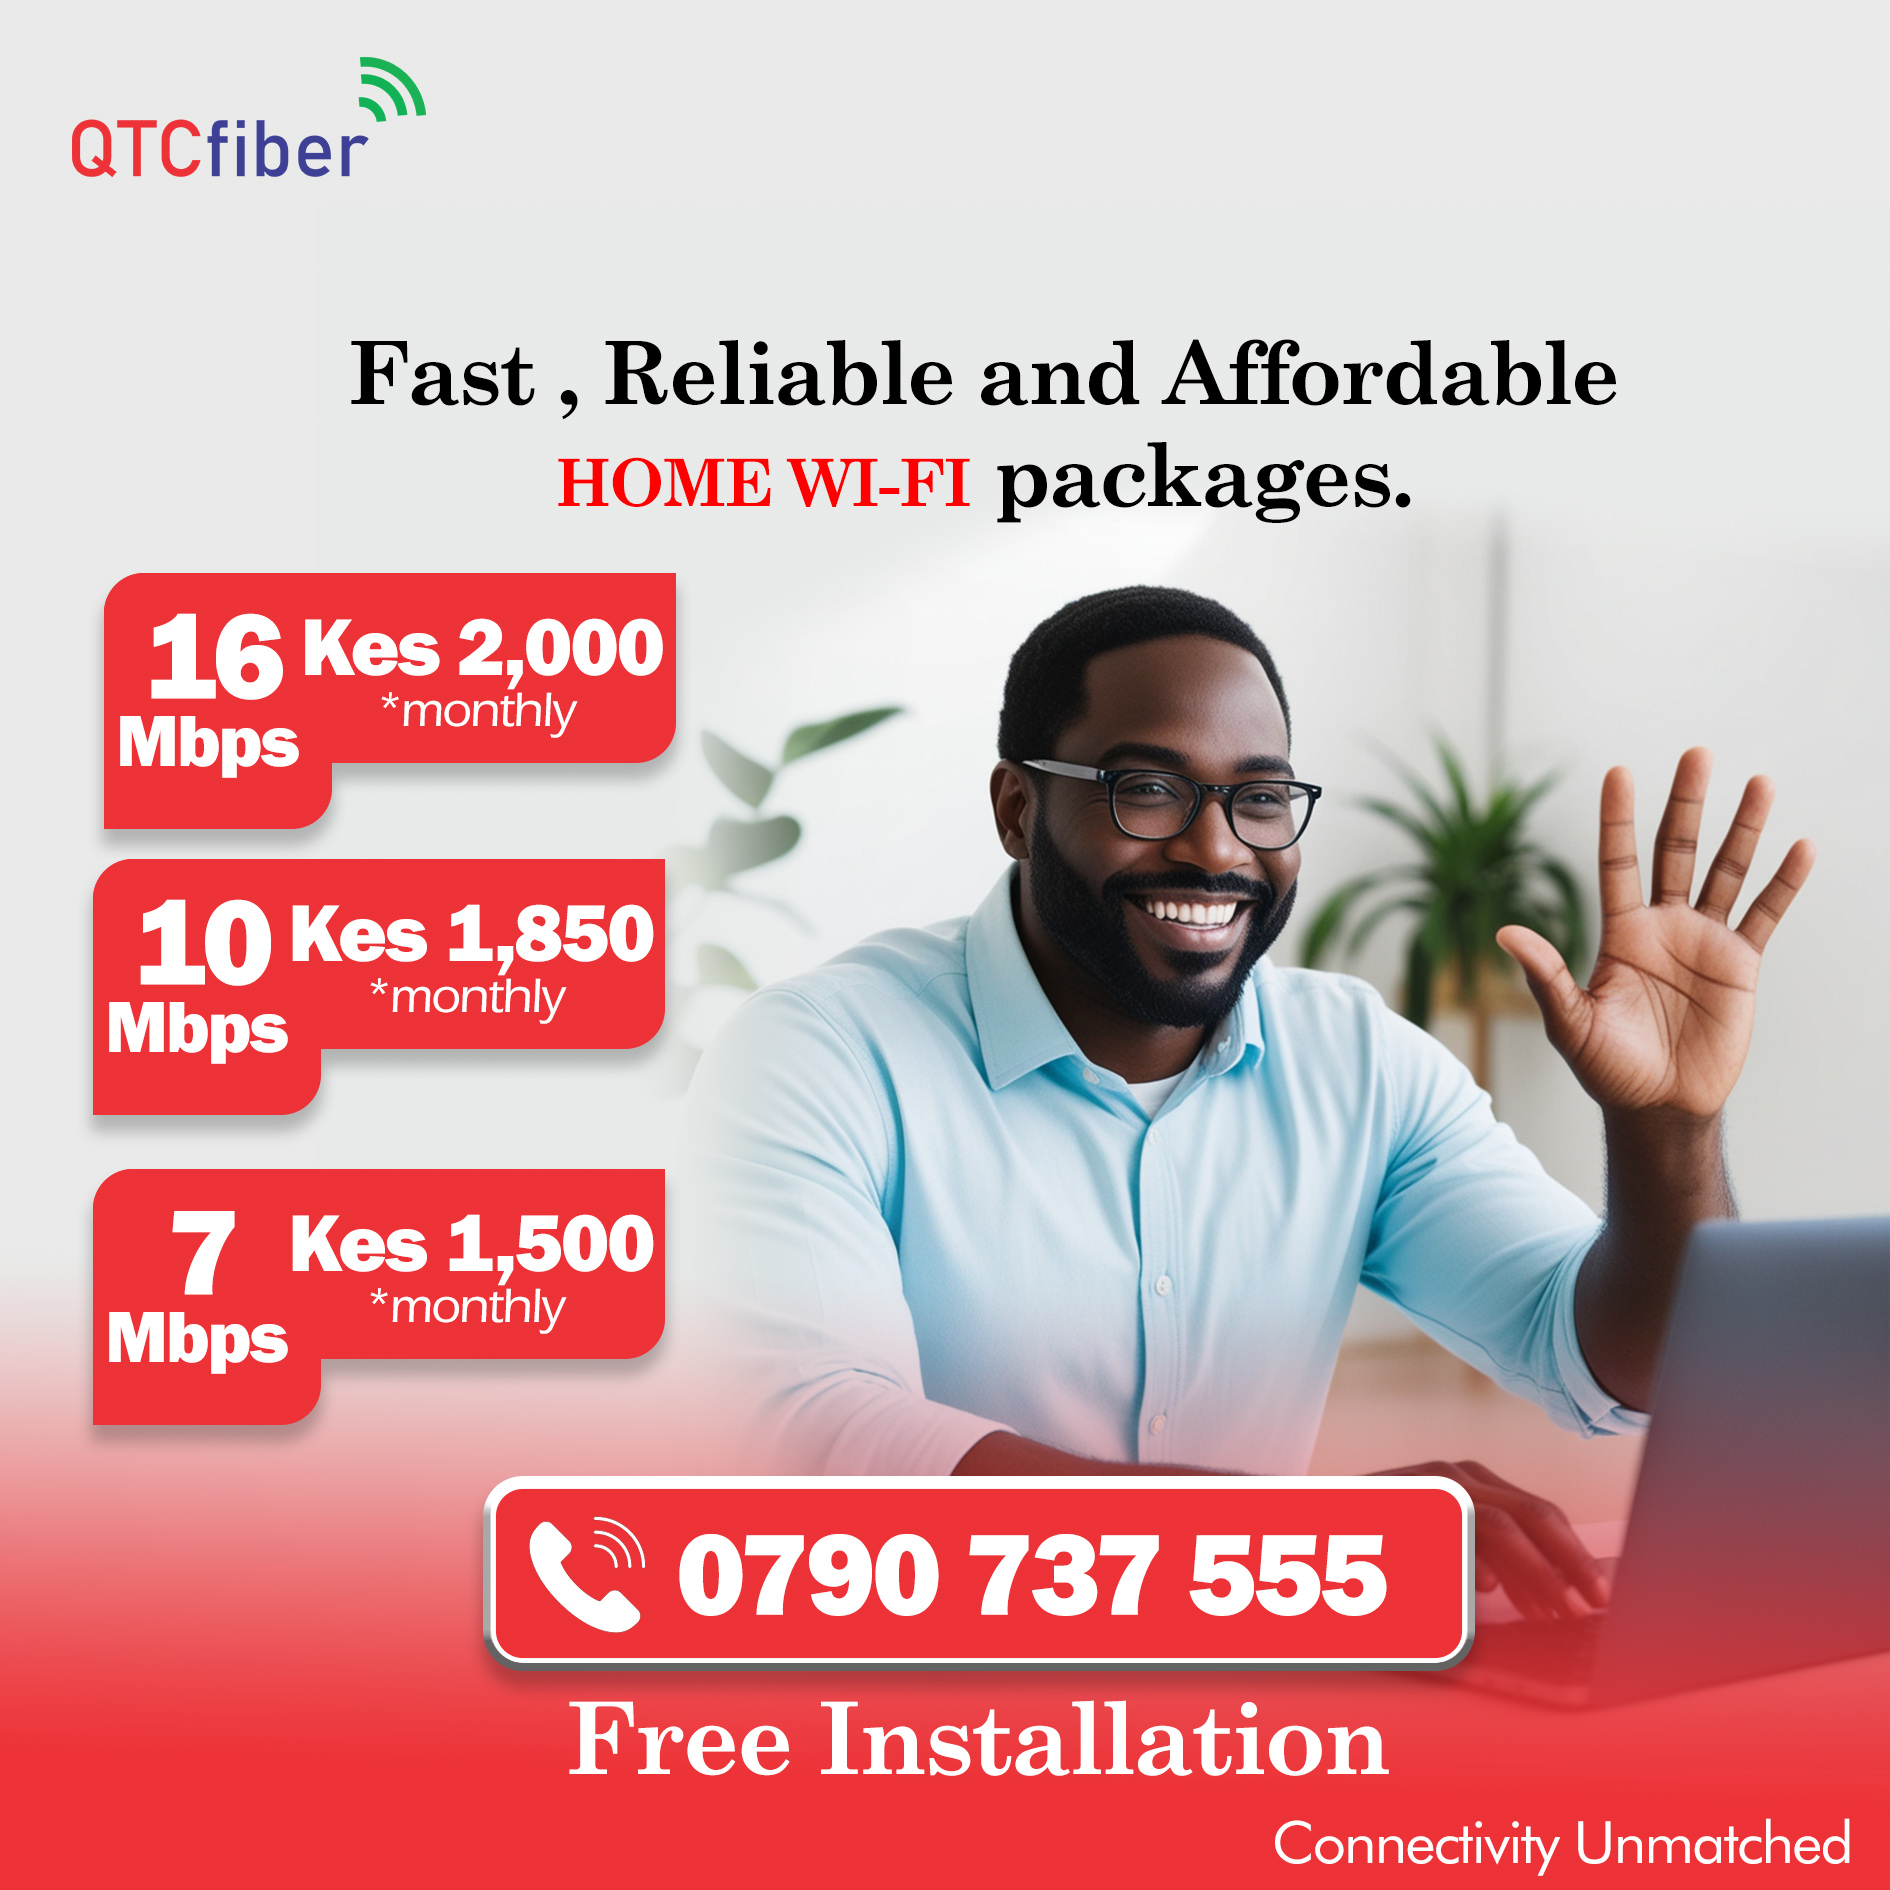 QTCfiber
Fast , Reliable and Affordable
HOME WI-FI packages.
16 Kes 2,000
Mbps *monthly
10 Kes 1,850
Mbps *monthly
7 Kes 1,500
Mbps *monthly
0790 737 555
Free Installation
Connectivity Unmatched